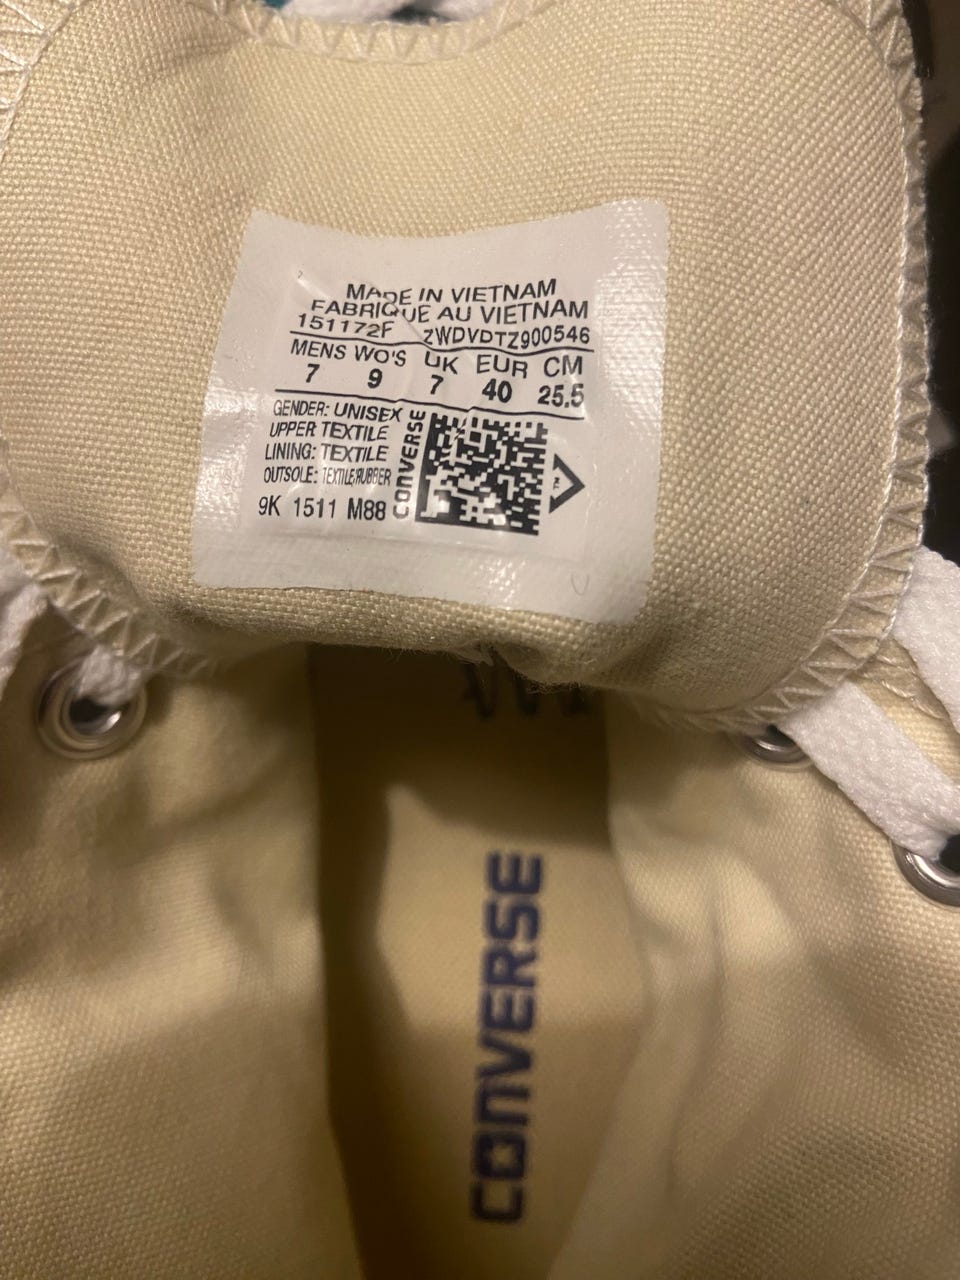 MADE IN VIETNAM
FABRIQUE AU VIETNAM
151172F ZWDVDTZ900546
MENS WO'S UK EUR CM
7 9 7 40 25.5
GENDER: UNISEX
UPPER TEXTILE
LINING: TEXTILE
OUTSOLE: TEXTILE/RUBBER
9K 1511 M88
CONVERSE
TM
CONVERSE